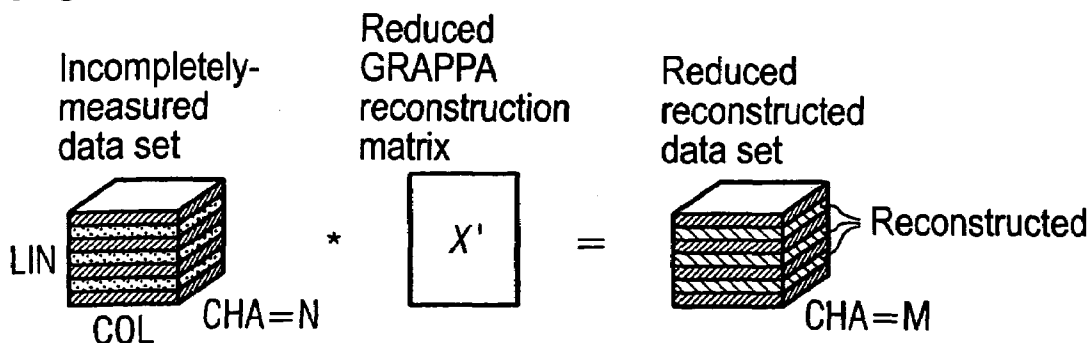 Incompletely-
measured
data set
Reduced
GRAPPA
reconstruction
matrix
Reduced
reconstructed
data set
LIN
COL
CHA=N
*
X'
=
Reconstructed
CHA=M